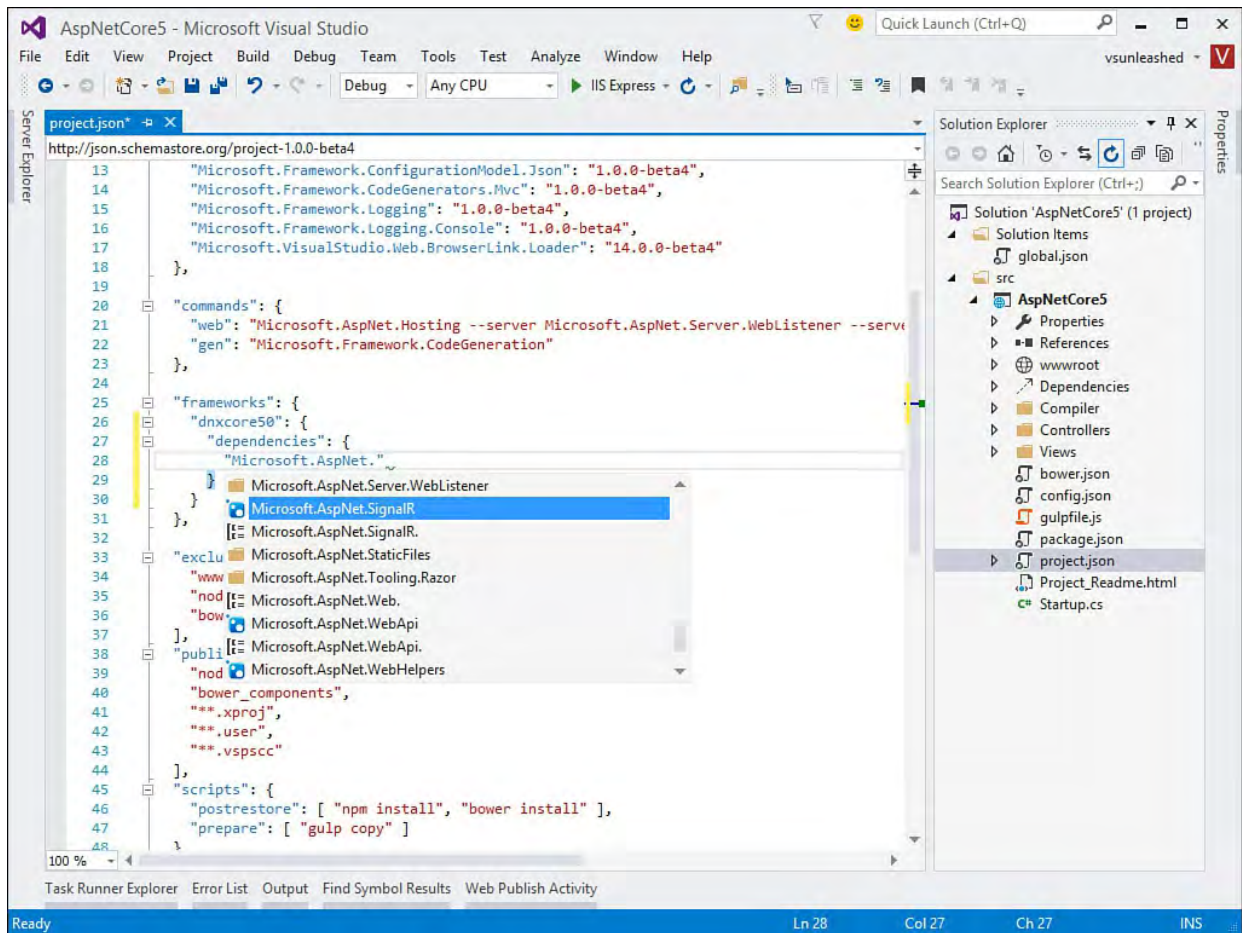 AspNetCore5 - Microsoft Visual Studio
Quick Launch (Ctrl+Q)
File Edit View Project Build Debug Team Tools Test Analyze Window Help
vsunleashed V
Debug Any CPU IIS Express
Server Explorer
project.json*
http://json.schemastore.org/project-1.0.0-beta4
13 "Microsoft.Framework.ConfigurationModel.Json": "1.0.0-beta4",
14 "Microsoft.Framework.CodeGenerators.Mvc": "1.0.0-beta4",
15 "Microsoft.Framework.Logging": "1.0.0-beta4",
16 "Microsoft.Framework.Logging.Console": "1.0.0-beta4",
17 "Microsoft.VisualStudio.Web.BrowserLink.Loader": "14.0.0-beta4"
18 },
19
20 "commands": {
21 "web": "Microsoft.AspNet.Hosting --server Microsoft.AspNet.Server.WebListener --serve
22 "gen": "Microsoft.Framework.CodeGeneration"
23 },
24
25 "frameworks": {
26 "dnxcore50": {
27 "dependencies": {
28 "Microsoft.AspNet."
29 }
30 }
31 },
32
33 "exclu
34 "www
35 "nod
36 "bow
37 ],
38 "publi
39 "nod
40 "bower_components",
41 "**.xproj",
42 "**.user",
43 "**.vspscc"
44 ],
45 "scripts": {
46 "postrestore": [ "npm install", "bower install" ],
47 "prepare": [ "gulp copy" ]
48 }
Microsoft.AspNet.Server.WebListener
Microsoft.AspNet.SignalR
Microsoft.AspNet.SignalR.
Microsoft.AspNet.StaticFiles
Microsoft.AspNet.Tooling.Razor
Microsoft.AspNet.Web.
Microsoft.AspNet.WebApi
Microsoft.AspNet.WebApi.
Microsoft.AspNet.WebHelpers
100 %
Solution Explorer
Search Solution Explorer (Ctrl+;)
Solution 'AspNetCore5' (1 project)
Solution Items
global.json
src
AspNetCore5
Properties
References
wwwroot
Dependencies
Compiler
Controllers
Views
bower.json
config.json
gulpfile.js
package.json
project.json
Project_Readme.html
C# Startup.cs
Properties
Task Runner Explorer Error List Output Find Symbol Results Web Publish Activity
Ready Ln 28 Col 27 Ch 27 INS